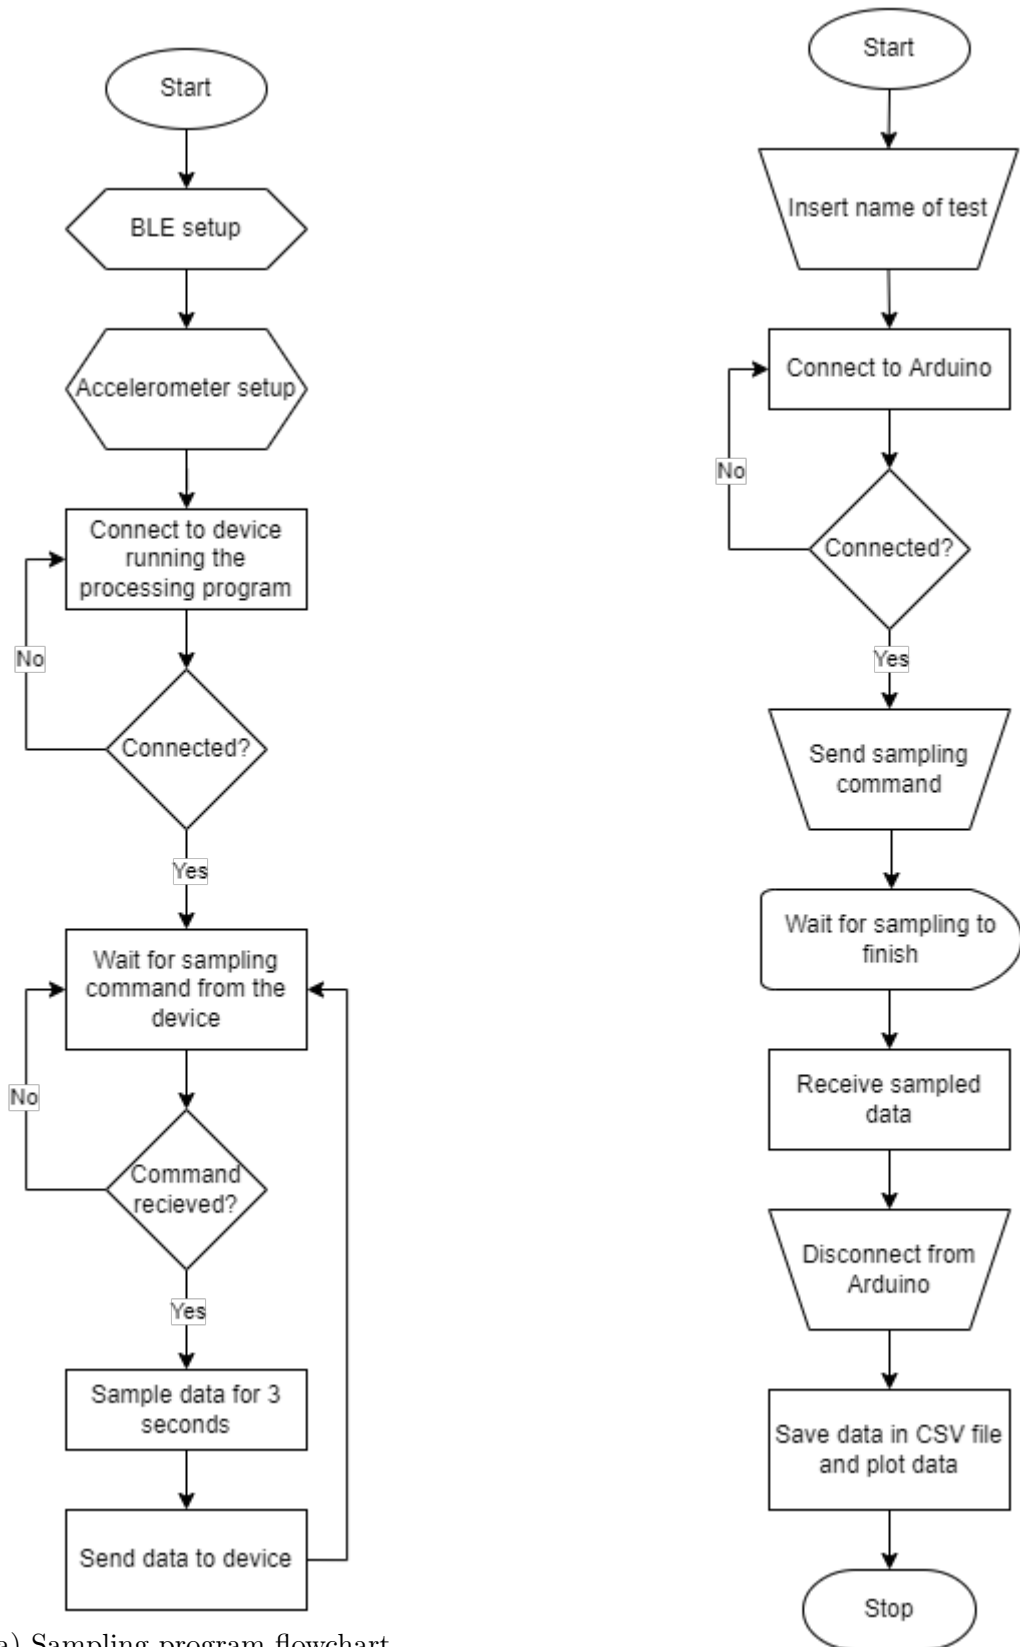 Start
BLE setup
Accelerometer setup
Connect to device
running the
processing program
No
Connected?
Yes
Wait for sampling
command from the
device
No
Command
recieved?
Yes
Sample data for 3
seconds
Send data to device
a) Sampling program flowchart
Start
Insert name of test
Connect to Arduino
No
Connected?
Yes
Send sampling
command
Wait for sampling to
finish
Receive sampled
data
Disconnect from
Arduino
Save data in CSV file
and plot data
Stop